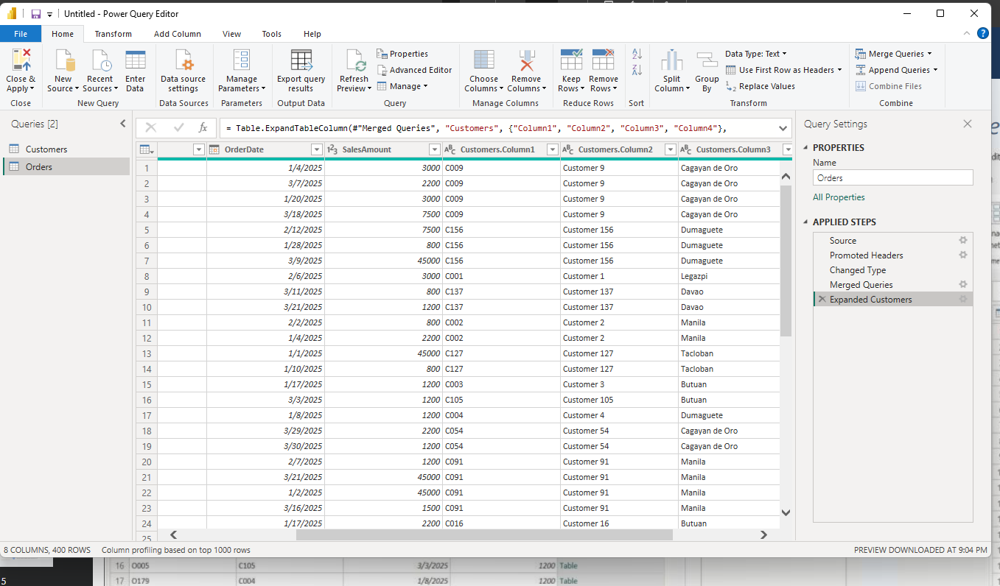 Untitled - Power Query Editor
File Home Transform Add Column View Tools Help
Close & Apply
New Source
Recent Sources
Enter Data
Data source settings
Manage Parameters
Export query results
Refresh Preview
Properties
Advanced Editor
Manage
Choose Columns
Remove Columns
Keep Rows
Remove Rows
Split Column
Group By
Data Type: Text
Use First Row as Headers
Replace Values
Merge Queries
Append Queries
Combine Files
Close New Query Data Sources Parameters Output Data Query Manage Columns Reduce Rows Sort Transform Combine
Queries [2]
Customers
Orders
= Table.ExpandTableColumn(#"Merged Queries", "Customers", {"Column1", "Column2", "Column3", "Column4"},
OrderDate SalesAmount Customers.Column1 Customers.Column2 Customers.Column3
1 1/4/2025 3000 C009 Customer 9 Cagayan de Oro
2 3/7/2025 2200 C009 Customer 9 Cagayan de Oro
3 1/20/2025 3000 C009 Customer 9 Cagayan de Oro
4 3/18/2025 7500 C009 Customer 9 Cagayan de Oro
5 2/12/2025 7500 C156 Customer 156 Dumaguete
6 1/28/2025 800 C156 Customer 156 Dumaguete
7 3/9/2025 45000 C156 Customer 156 Dumaguete
8 2/6/2025 3000 C001 Customer 1 Legazpi
9 3/11/2025 800 C137 Customer 137 Davao
10 3/21/2025 1200 C137 Customer 137 Davao
11 2/2/2025 800 C002 Customer 2 Manila
12 1/4/2025 2200 C002 Customer 2 Manila
13 1/1/2025 45000 C127 Customer 127 Tacloban
14 1/10/2025 800 C127 Customer 127 Tacloban
15 1/17/2025 1200 C003 Customer 3 Butuan
16 3/3/2025 1200 C105 Customer 105 Butuan
17 1/8/2025 1200 C004 Customer 4 Dumaguete
18 3/29/2025 2200 C054 Customer 54 Cagayan de Oro
19 3/30/2025 1200 C054 Customer 54 Cagayan de Oro
20 2/7/2025 1200 C091 Customer 91 Manila
21 3/21/2025 45000 C091 Customer 91 Manila
22 1/2/2025 45000 C091 Customer 91 Manila
23 3/16/2025 1500 C091 Customer 91 Manila
24 1/17/2025 2200 C016 Customer 16 Butuan
25
Query Settings
PROPERTIES
Name
Orders
All Properties
APPLIED STEPS
Source
Promoted Headers
Changed Type
Merged Queries
Expanded Customers
8 COLUMNS, 400 ROWS Column profiling based on top 1000 rows PREVIEW DOWNLOADED AT 9:04 PM
16 O005 C105 3/3/2025 1200 Table
17 O179 C004 1/8/2025 1200 Table
5